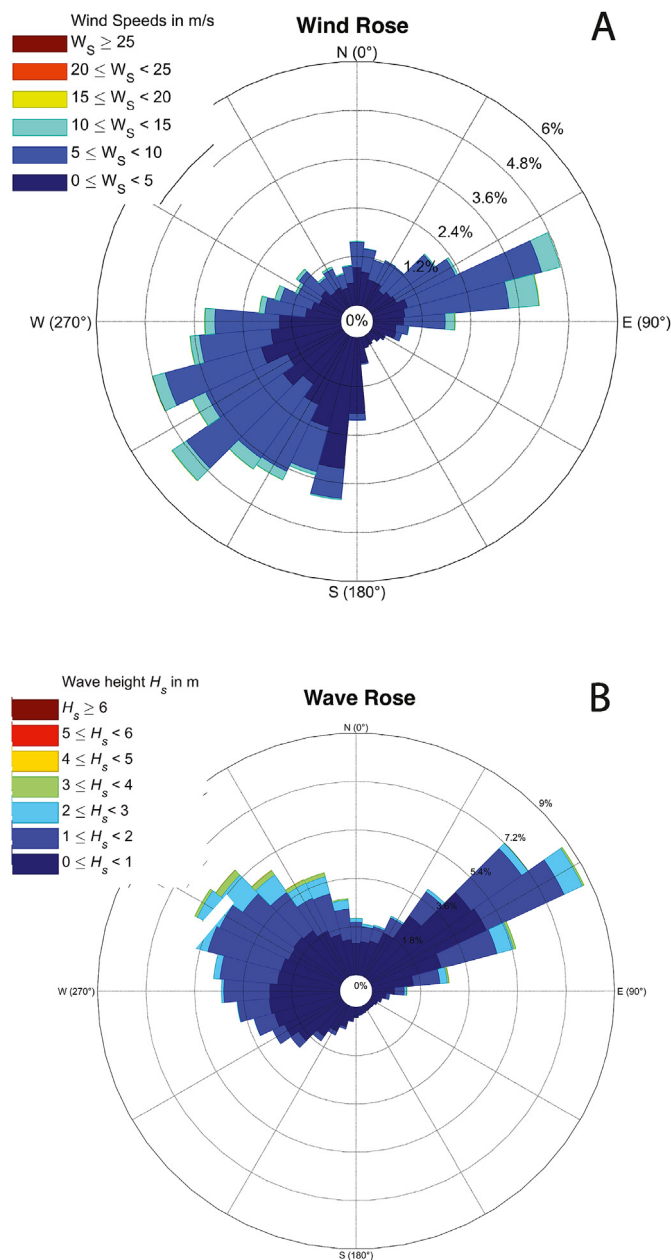 Wind Speeds in m/s
W_S ≥ 25
20 ≤ W_S < 25
15 ≤ W_S < 20
10 ≤ W_S < 15
5 ≤ W_S < 10
0 ≤ W_S < 5
Wind Rose
A
N (0°)
6%
4.8%
3.6%
2.4%
1.2%
0%
W (270°)
E (90°)
S (180°)
Wave height H_s in m
H_s ≥ 6
5 ≤ H_s < 6
4 ≤ H_s < 5
3 ≤ H_s < 4
2 ≤ H_s < 3
1 ≤ H_s < 2
0 ≤ H_s < 1
Wave Rose
B
N (0°)
9%
7.2%
5.4%
3.6%
1.8%
0%
W (270°)
E (90°)
S (180°)